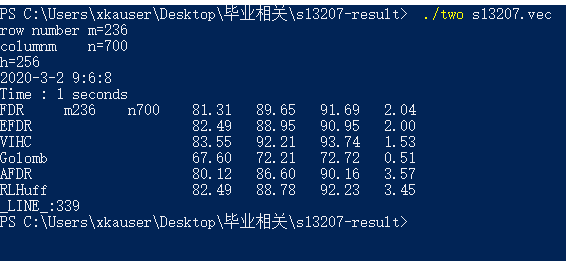 PS C:\Users\xkauser\Desktop\毕业相关\s13207-result> ./two s13207.vec
row number m=236
columnm    n=700
h=256
2020-3-2 9:6:8
Time : 1 seconds
FDR     m236    n700    81.31   89.65   91.69   2.04
EFDR                    82.49   88.95   90.95   2.00
VIHC                    83.55   92.21   93.74   1.53
Golomb                  67.60   72.21   72.72   0.51
AFDR                    80.12   86.60   90.16   3.57
RLHuff                  82.49   88.78   92.23   3.45
_LINE_:339
PS C:\Users\xkauser\Desktop\毕业相关\s13207-result>